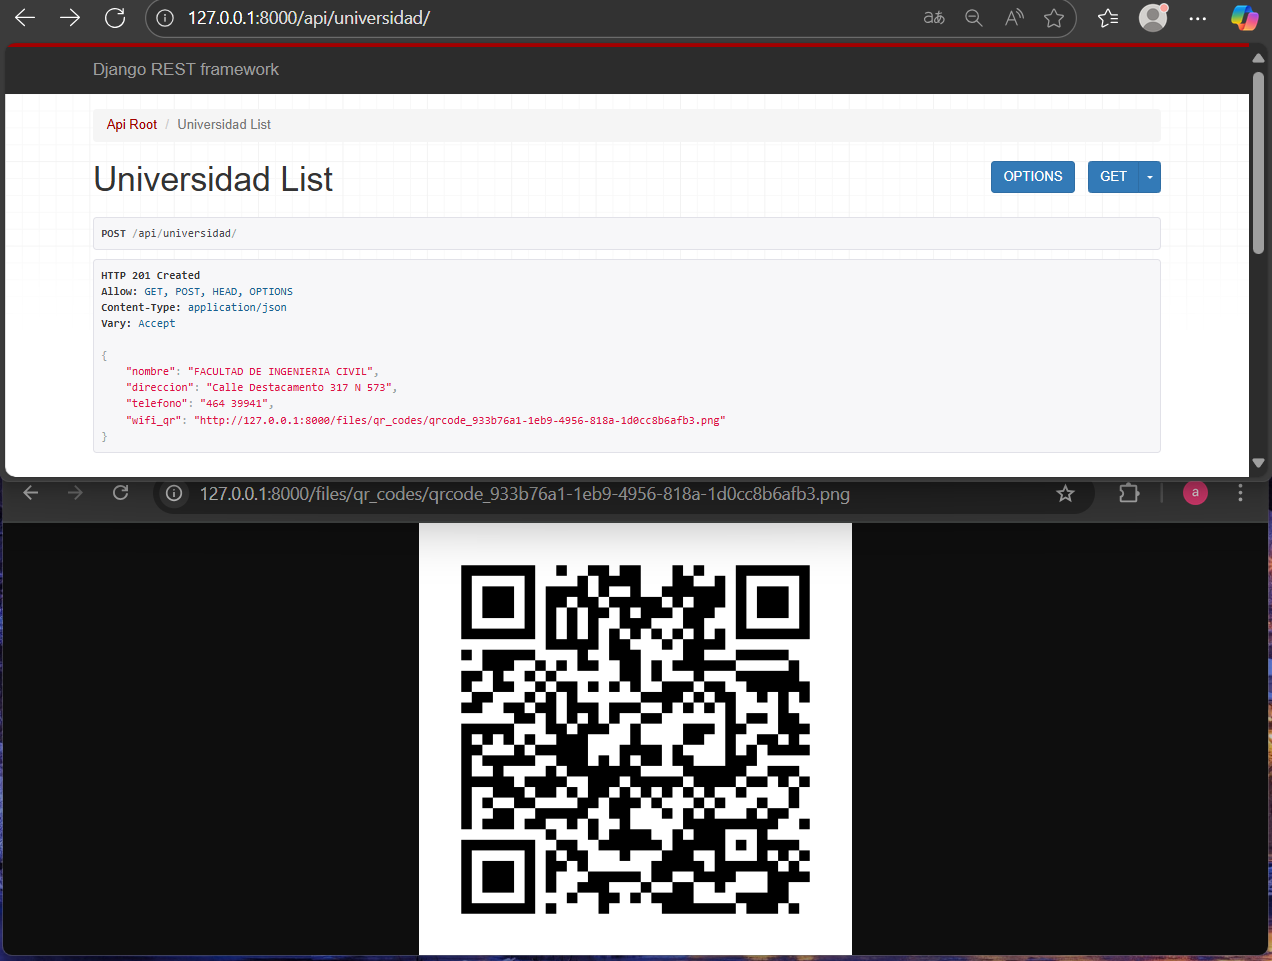 127.0.0.1:8000/api/universidad/
Django REST framework
Api Root / Universidad List
Universidad List
OPTIONS
GET
POST /api/universidad/
HTTP 201 Created
Allow: GET, POST, HEAD, OPTIONS
Content-Type: application/json
Vary: Accept
{
"nombre": "FACULTAD DE INGENIERIA CIVIL",
"direccion": "Calle Destacamento 317 N 573",
"telefono": "464 39941",
"wifi_qr": "http://127.0.0.1:8000/files/qr_codes/qrcode_933b76a1-1eb9-4956-818a-1d0cc8b6afb3.png"
}
127.0.0.1:8000/files/qr_codes/qrcode_933b76a1-1eb9-4956-818a-1d0cc8b6afb3.png
a